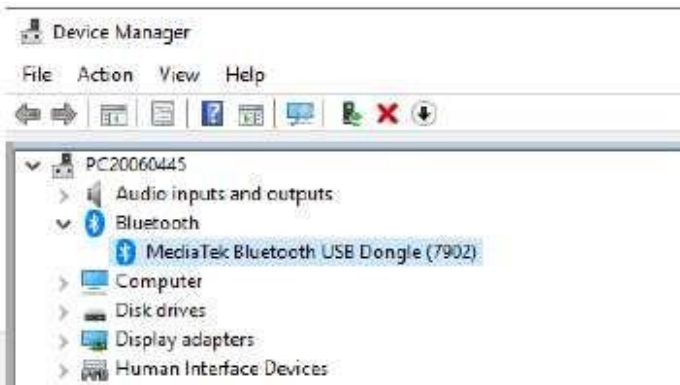 Device Manager
File Action View Help
PC20060445
Audio inputs and outputs
Bluetooth
MediaTek Bluetooth USB Dongle (7902)
Computer
Disk drives
Display adapters
Human Interface Devices